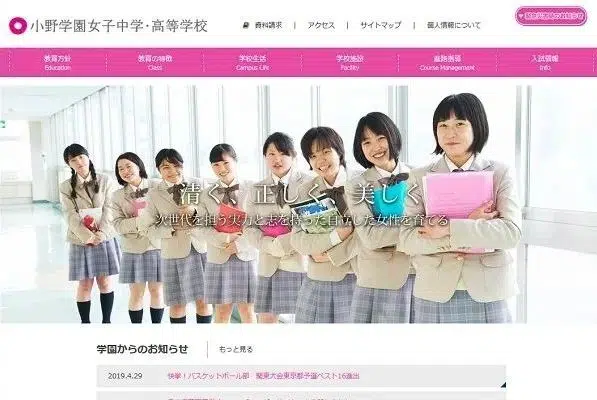 小野学園女子中学・高等学校
資料請求 | アクセス | サイトマップ | 個人情報について
教育方針 教育の特徴 学校生活 学校施設 進路指導 入試情報
Education Class Campus Life Facility Course Management Info
清く、正しく、美しく
次世代を担う実力と志を持った自立した女性を育てる
学園からのお知らせ もっと見る
2019.4.29 快挙！バスケットボール部 関東大会東京都予選ベスト16進出